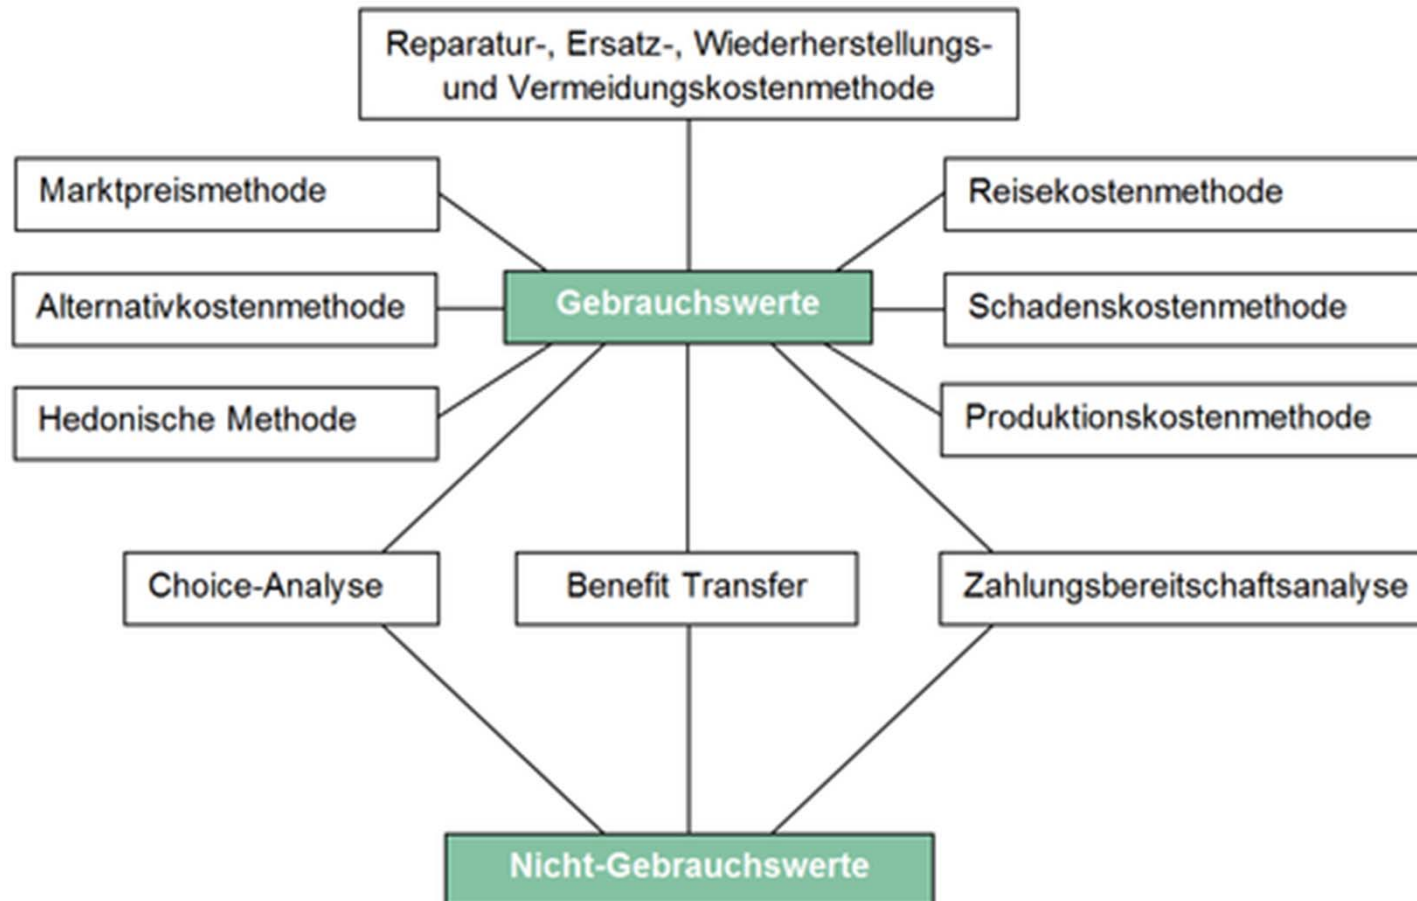 Reparatur-, Ersatz-, Wiederherstellungs-
und Vermeidungskostenmethode
Marktpreismethode
Reisekostenmethode
Alternativkostenmethode
Gebrauchswerte
Schadenskostenmethode
Hedonische Methode
Produktionskostenmethode
Choice-Analyse
Benefit Transfer
Zahlungsbereitschaftsanalyse
Nicht-Gebrauchswerte